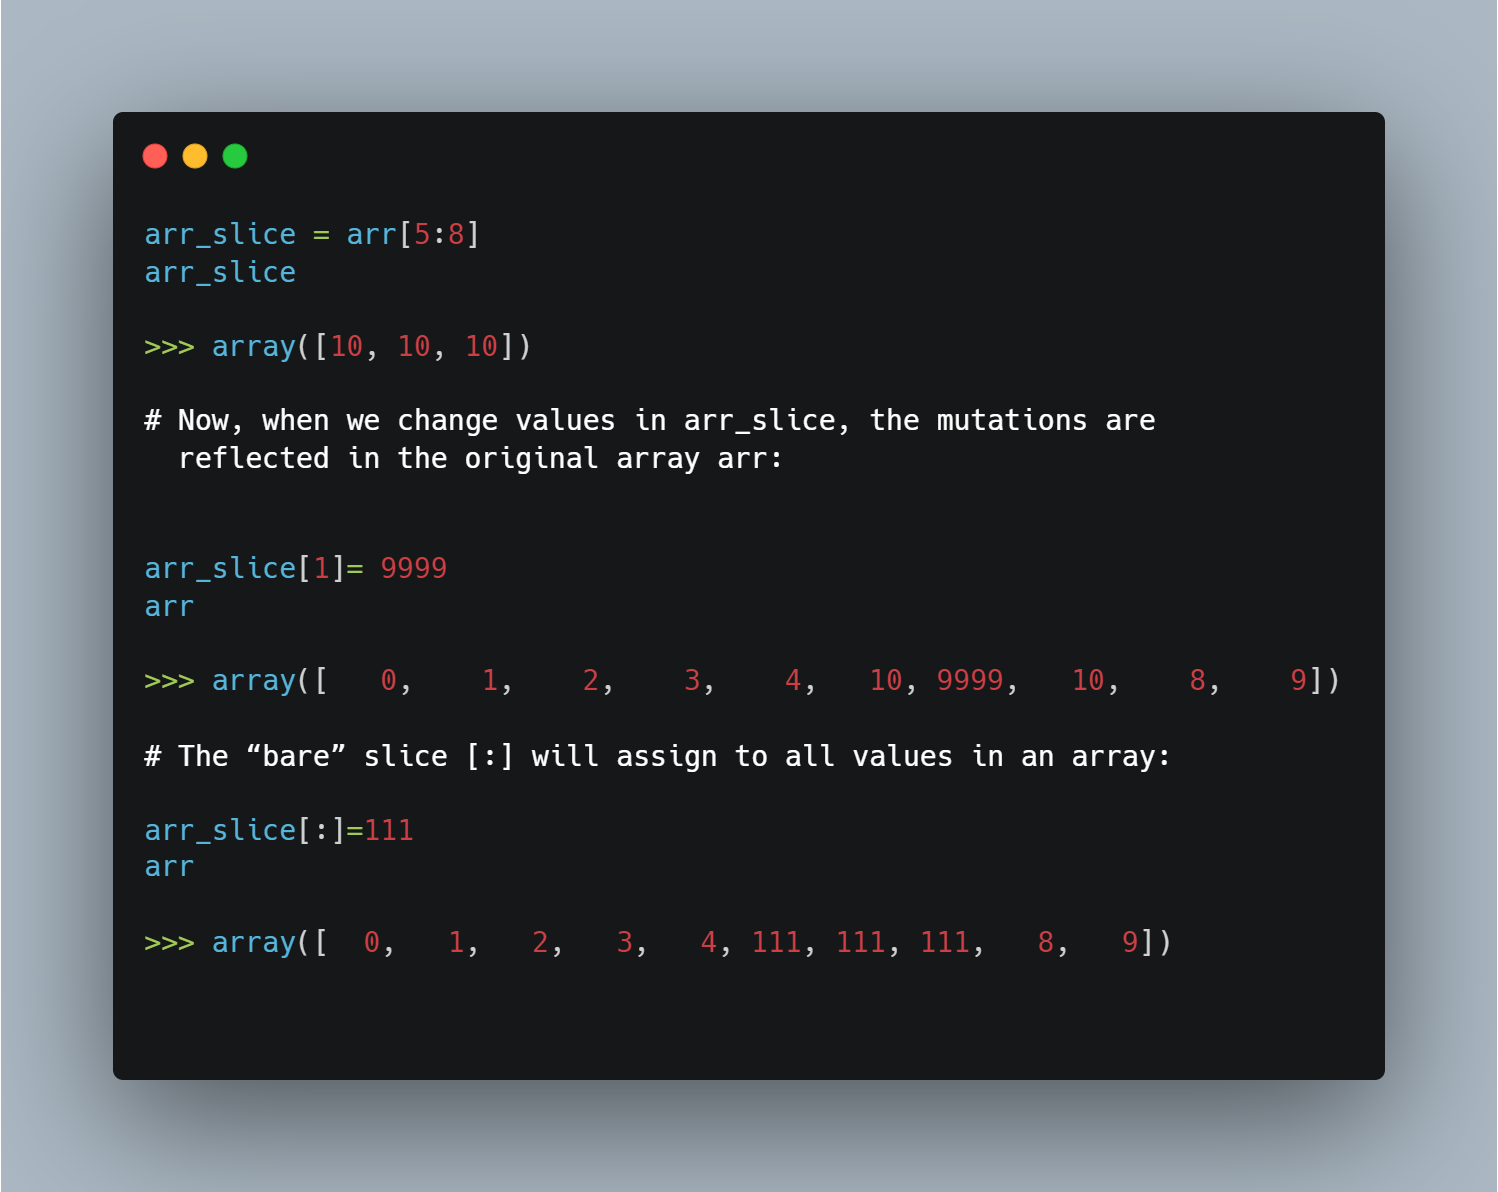 arr_slice = arr[5:8]
arr_slice
>>> array([10, 10, 10])
# Now, when we change values in arr_slice, the mutations are
  reflected in the original array arr:
arr_slice[1]= 9999
arr
>>> array([   0,    1,    2,    3,    4,   10, 9999,   10,    8,    9])
# The “bare” slice [:] will assign to all values in an array:
arr_slice[:]=111
arr
>>> array([  0,   1,   2,   3,   4, 111, 111, 111,   8,   9])